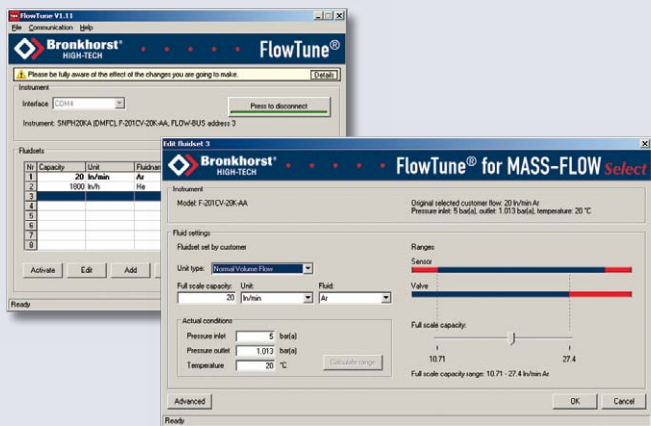 FlowTune V1.11
File Communication Help
Bronkhorst®
HIGH-TECH
FlowTune®
Please be fully aware of the effect of the changes you are going to make.
Details
Instrument
Interface COM4
Press to disconnect
Instrument: SNPH20KA (DMFC), F-201CV-20K-AA, FLOW-BUS address 3
Fluidsets
Nr Capacity Unit Fluidnam
1 20 ln/min Ar
2 1800 ln/h He
3
4
5
6
7
8
Activate Edit Add
Ready
Edit fluidset 3
Bronkhorst®
HIGH-TECH
FlowTune® for MASS-FLOW Select
Instrument
Model: F-201CV-20K-AA
Original selected customer flow: 20 ln/min Ar
Pressure inlet: 5 bar(a), outlet: 1.013 bar(a), temperature: 20 °C
Fluid settings
Fluidset set by customer
Unit type: Normal Volume Flow
Full scale capacity: Unit: Fluid:
20 ln/min Ar
Actual conditions
Pressure inlet 5 bar(a)
Pressure outlet 1.013 bar(a)
Temperature 20 °C
Calculate range
Ranges
Sensor
Valve
Full scale capacity:
10.71 27.4
Full scale capacity range: 10.71 - 27.4 ln/min Ar
Advanced
OK Cancel
Ready